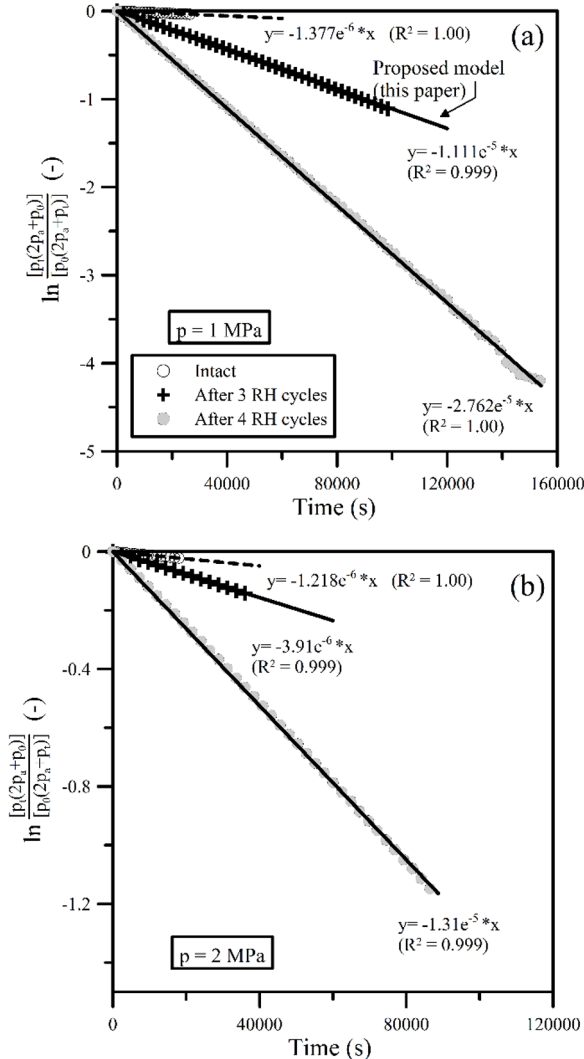 0
y= -1.377e-6 *x (R2 = 1.00)
(a)
Proposed model
(this paper)
-1
y= -1.111e-5 *x
(R2 = 0.999)
-2
ln [pt(2pa+p0)] / [p0(2pa+pt)] (-)
-3
p = 1 MPa
-4
Intact
After 3 RH cycles
After 4 RH cycles
y= -2.762e-5 *x
(R2 = 1.00)
-5
0 40000 80000 120000 160000
Time (s)
0
y= -1.218e-6 *x (R2 = 1.00)
(b)
y= -3.91e-6 *x
(R2 = 0.999)
-0.4
ln [pt(2pa+p0)] / [p0(2pa-pt)] (-)
-0.8
-1.2
y= -1.31e-5 *x
(R2 = 0.999)
p = 2 MPa
0 40000 80000 120000
Time (s)